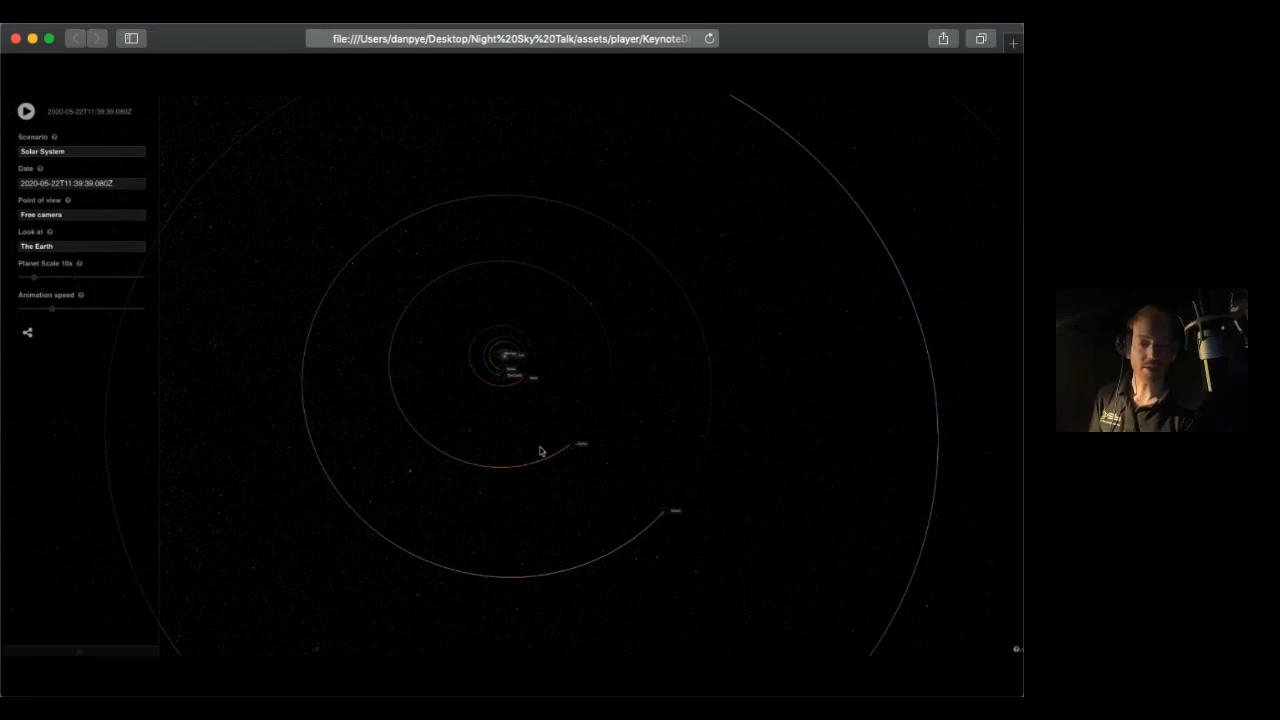 file:///Users/danpye/Desktop/Night%20Sky%20Talk/assets/player/KeynoteD
2020-05-22T11:39:39.080Z
Scenario
Solar System
Date
2020-05-22T11:39:39.080Z
Point of view
Free camera
Look at
The Earth
Planet Scale 10x
Animation speed